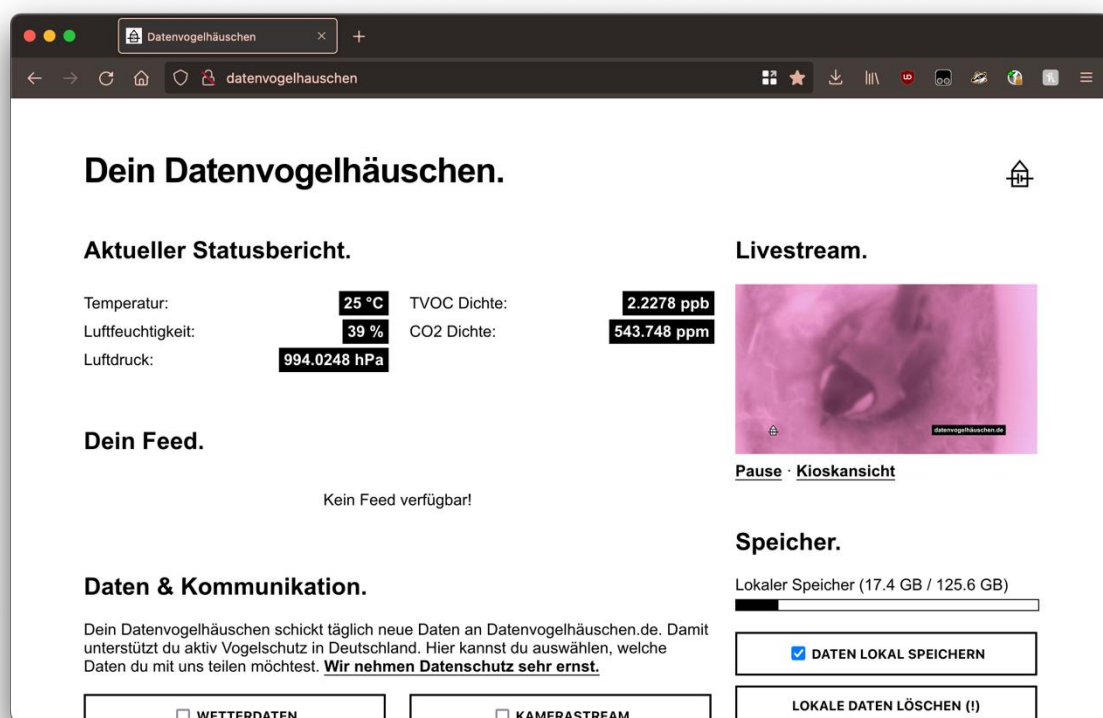 Datenvogelhäuschen
datenvogelhauschen
Dein Datenvogelhäuschen.
Aktueller Statusbericht.
Temperatur: 25 °C
Luftfeuchtigkeit: 39 %
Luftdruck: 994.0248 hPa
TVOC Dichte: 2.2278 ppb
CO2 Dichte: 543.748 ppm
Dein Feed.
Kein Feed verfügbar!
Daten & Kommunikation.
Dein Datenvogelhäuschen schickt täglich neue Daten an Datenvogelhäuschen.de. Damit
unterstützt du aktiv Vogelschutz in Deutschland. Hier kannst du auswählen, welche
Daten du mit uns teilen möchtest. Wir nehmen Datenschutz sehr ernst.
WETTERDATEN
KAMERASTREAM
Livestream.
datenvogelhäuschen.de
Pause · Kioskansicht
Speicher.
Lokaler Speicher (17.4 GB / 125.6 GB)
DATEN LOKAL SPEICHERN
LOKALE DATEN LÖSCHEN (!)